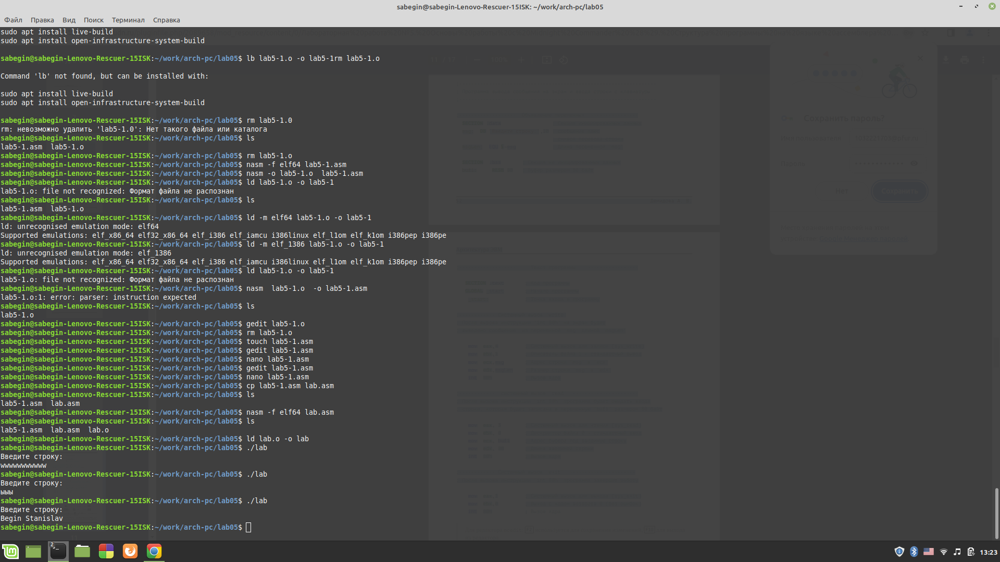 sabegin@sabegin-Lenovo-Rescuer-15ISK: ~/work/arch-pc/lab05
Файл Правка Вид Поиск Терминал Справка
sudo apt install live-build
sudo apt install open-infrastructure-system-build
sabegin@sabegin-Lenovo-Rescuer-15ISK:~/work/arch-pc/lab05$ lb lab5-1.o -o lab5-1rm lab5-1.o
Command 'lb' not found, but can be installed with:
sudo apt install live-build
sudo apt install open-infrastructure-system-build
sabegin@sabegin-Lenovo-Rescuer-15ISK:~/work/arch-pc/lab05$ rm lab5-1.0
rm: невозможно удалить 'lab5-1.0': Нет такого файла или каталога
sabegin@sabegin-Lenovo-Rescuer-15ISK:~/work/arch-pc/lab05$ ls
lab5-1.asm  lab5-1.o
sabegin@sabegin-Lenovo-Rescuer-15ISK:~/work/arch-pc/lab05$ rm lab5-1.o
sabegin@sabegin-Lenovo-Rescuer-15ISK:~/work/arch-pc/lab05$ nasm -f elf64 lab5-1.asm
sabegin@sabegin-Lenovo-Rescuer-15ISK:~/work/arch-pc/lab05$ nasm -o lab5-1.o  lab5-1.asm
sabegin@sabegin-Lenovo-Rescuer-15ISK:~/work/arch-pc/lab05$ ld lab5-1.o -o lab5-1
lab5-1.o: file not recognized: Формат файла не распознан
sabegin@sabegin-Lenovo-Rescuer-15ISK:~/work/arch-pc/lab05$ ls
lab5-1.asm  lab5-1.o
sabegin@sabegin-Lenovo-Rescuer-15ISK:~/work/arch-pc/lab05$ ld -m elf64 lab5-1.o -o lab5-1
ld: unrecognised emulation mode: elf64
Supported emulations: elf_x86_64 elf32_x86_64 elf_i386 elf_iamcu i386linux elf_l1om elf_k1om i386pep i386pe
sabegin@sabegin-Lenovo-Rescuer-15ISK:~/work/arch-pc/lab05$ ld -m elf_1386 lab5-1.o -o lab5-1
ld: unrecognised emulation mode: elf_1386
Supported emulations: elf_x86_64 elf32_x86_64 elf_i386 elf_iamcu i386linux elf_l1om elf_k1om i386pep i386pe
sabegin@sabegin-Lenovo-Rescuer-15ISK:~/work/arch-pc/lab05$ ld lab5-1.o -o lab5-1
lab5-1.o: file not recognized: Формат файла не распознан
sabegin@sabegin-Lenovo-Rescuer-15ISK:~/work/arch-pc/lab05$ nasm  lab5-1.o  -o lab5-1.asm
lab5-1.o:1: error: parser: instruction expected
sabegin@sabegin-Lenovo-Rescuer-15ISK:~/work/arch-pc/lab05$ ls
lab5-1.o
sabegin@sabegin-Lenovo-Rescuer-15ISK:~/work/arch-pc/lab05$ gedit lab5-1.o
sabegin@sabegin-Lenovo-Rescuer-15ISK:~/work/arch-pc/lab05$ rm lab5-1.o
sabegin@sabegin-Lenovo-Rescuer-15ISK:~/work/arch-pc/lab05$ touch lab5-1.asm
sabegin@sabegin-Lenovo-Rescuer-15ISK:~/work/arch-pc/lab05$ gedit lab5-1.asm
sabegin@sabegin-Lenovo-Rescuer-15ISK:~/work/arch-pc/lab05$ nano lab5-1.asm
sabegin@sabegin-Lenovo-Rescuer-15ISK:~/work/arch-pc/lab05$ gedit lab5-1.asm
sabegin@sabegin-Lenovo-Rescuer-15ISK:~/work/arch-pc/lab05$ nano lab5-1.asm
sabegin@sabegin-Lenovo-Rescuer-15ISK:~/work/arch-pc/lab05$ cp lab5-1.asm lab.asm
sabegin@sabegin-Lenovo-Rescuer-15ISK:~/work/arch-pc/lab05$ ls
lab5-1.asm  lab.asm
sabegin@sabegin-Lenovo-Rescuer-15ISK:~/work/arch-pc/lab05$ nasm -f elf64 lab.asm
sabegin@sabegin-Lenovo-Rescuer-15ISK:~/work/arch-pc/lab05$ ls
lab5-1.asm  lab.asm  lab.o
sabegin@sabegin-Lenovo-Rescuer-15ISK:~/work/arch-pc/lab05$ ld lab.o -o lab
sabegin@sabegin-Lenovo-Rescuer-15ISK:~/work/arch-pc/lab05$ ./lab
Введите строку:
wwwwwwwwwww
sabegin@sabegin-Lenovo-Rescuer-15ISK:~/work/arch-pc/lab05$ ./lab
Введите строку:
ыыы
sabegin@sabegin-Lenovo-Rescuer-15ISK:~/work/arch-pc/lab05$ ./lab
Введите строку:
Begin Stanislav
sabegin@sabegin-Lenovo-Rescuer-15ISK:~/work/arch-pc/lab05$
Сохранить пароль?
Имя пользователя
Пароль
Нет Сохранить
2
13:23